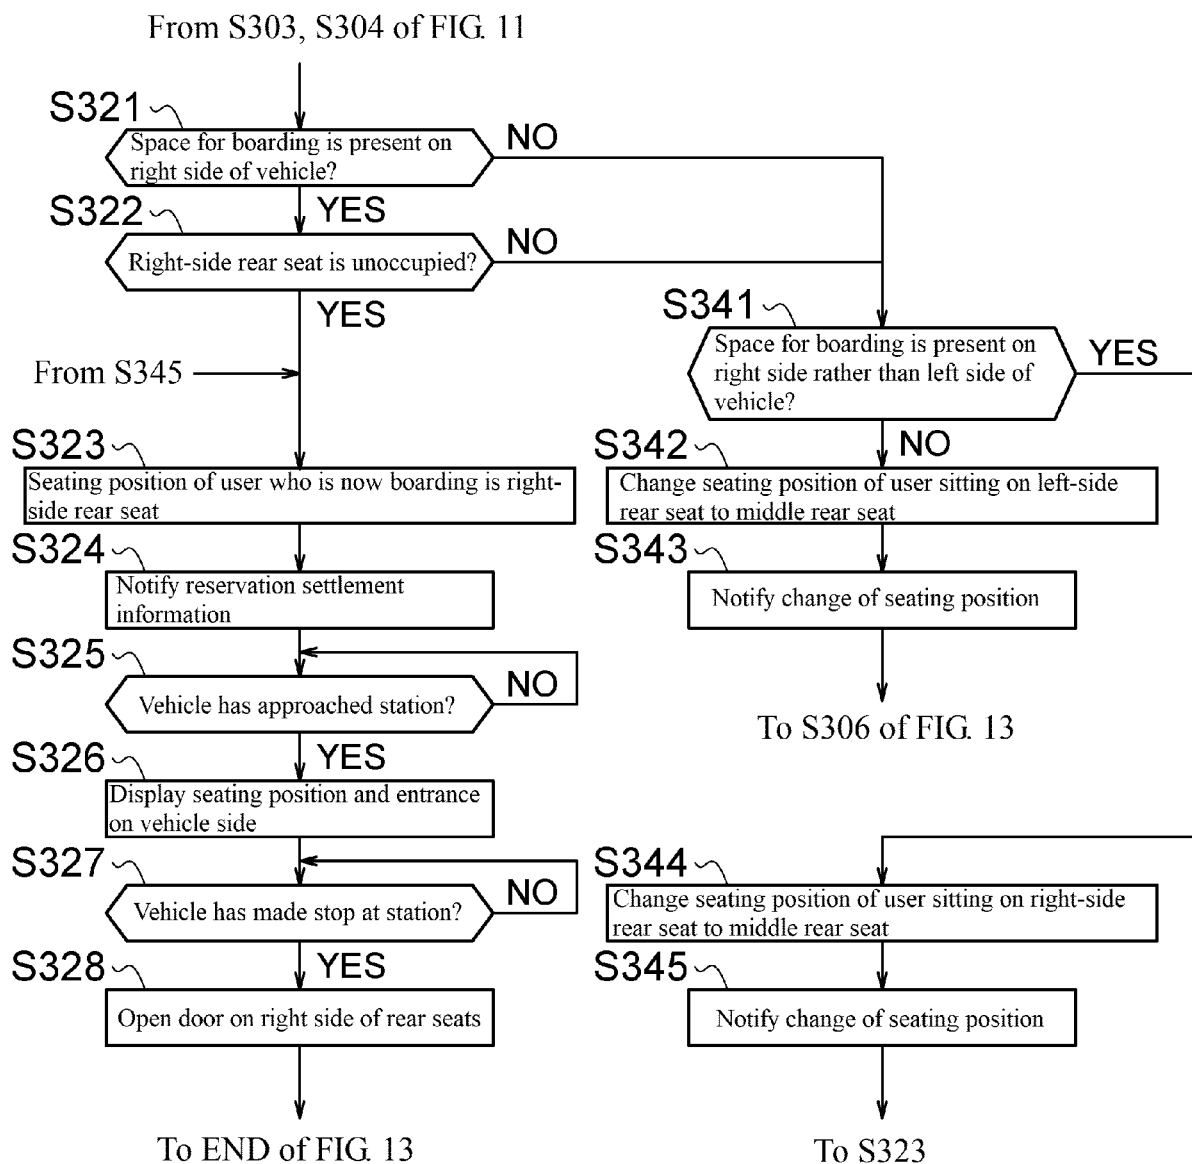 From S303, S304 of FIG. 11
S321
Space for boarding is present on
right side of vehicle?
NO
YES
S322
Right-side rear seat is unoccupied?
NO
YES
From S345
S323
Seating position of user who is now boarding is right-
side rear seat
S324
Notify reservation settlement
information
S325
Vehicle has approached station?
NO
YES
S326
Display seating position and entrance
on vehicle side
S327
Vehicle has made stop at station?
NO
YES
S328
Open door on right side of rear seats
To END of FIG. 13
S341
Space for boarding is present on
right side rather than left side of
vehicle?
YES
NO
S342
Change seating position of user sitting on left-side
rear seat to middle rear seat
S343
Notify change of seating position
To S306 of FIG. 13
S344
Change seating position of user sitting on right-side
rear seat to middle rear seat
S345
Notify change of seating position
To S323